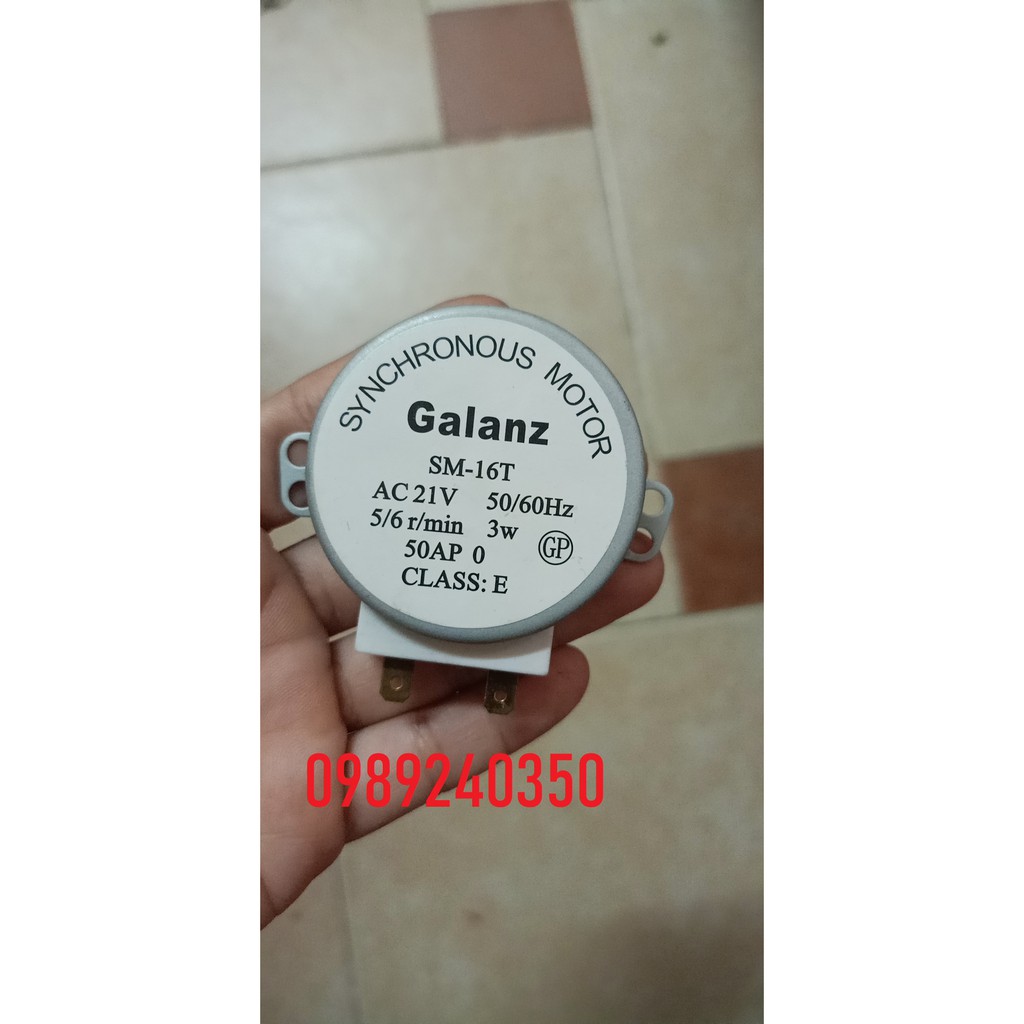 SYNCHRONOUS MOTOR
Galanz
SM-16T
AC 21V 50/60Hz
5/6 r/min 3w
50AP 0 GP
CLASS: E
0989240350